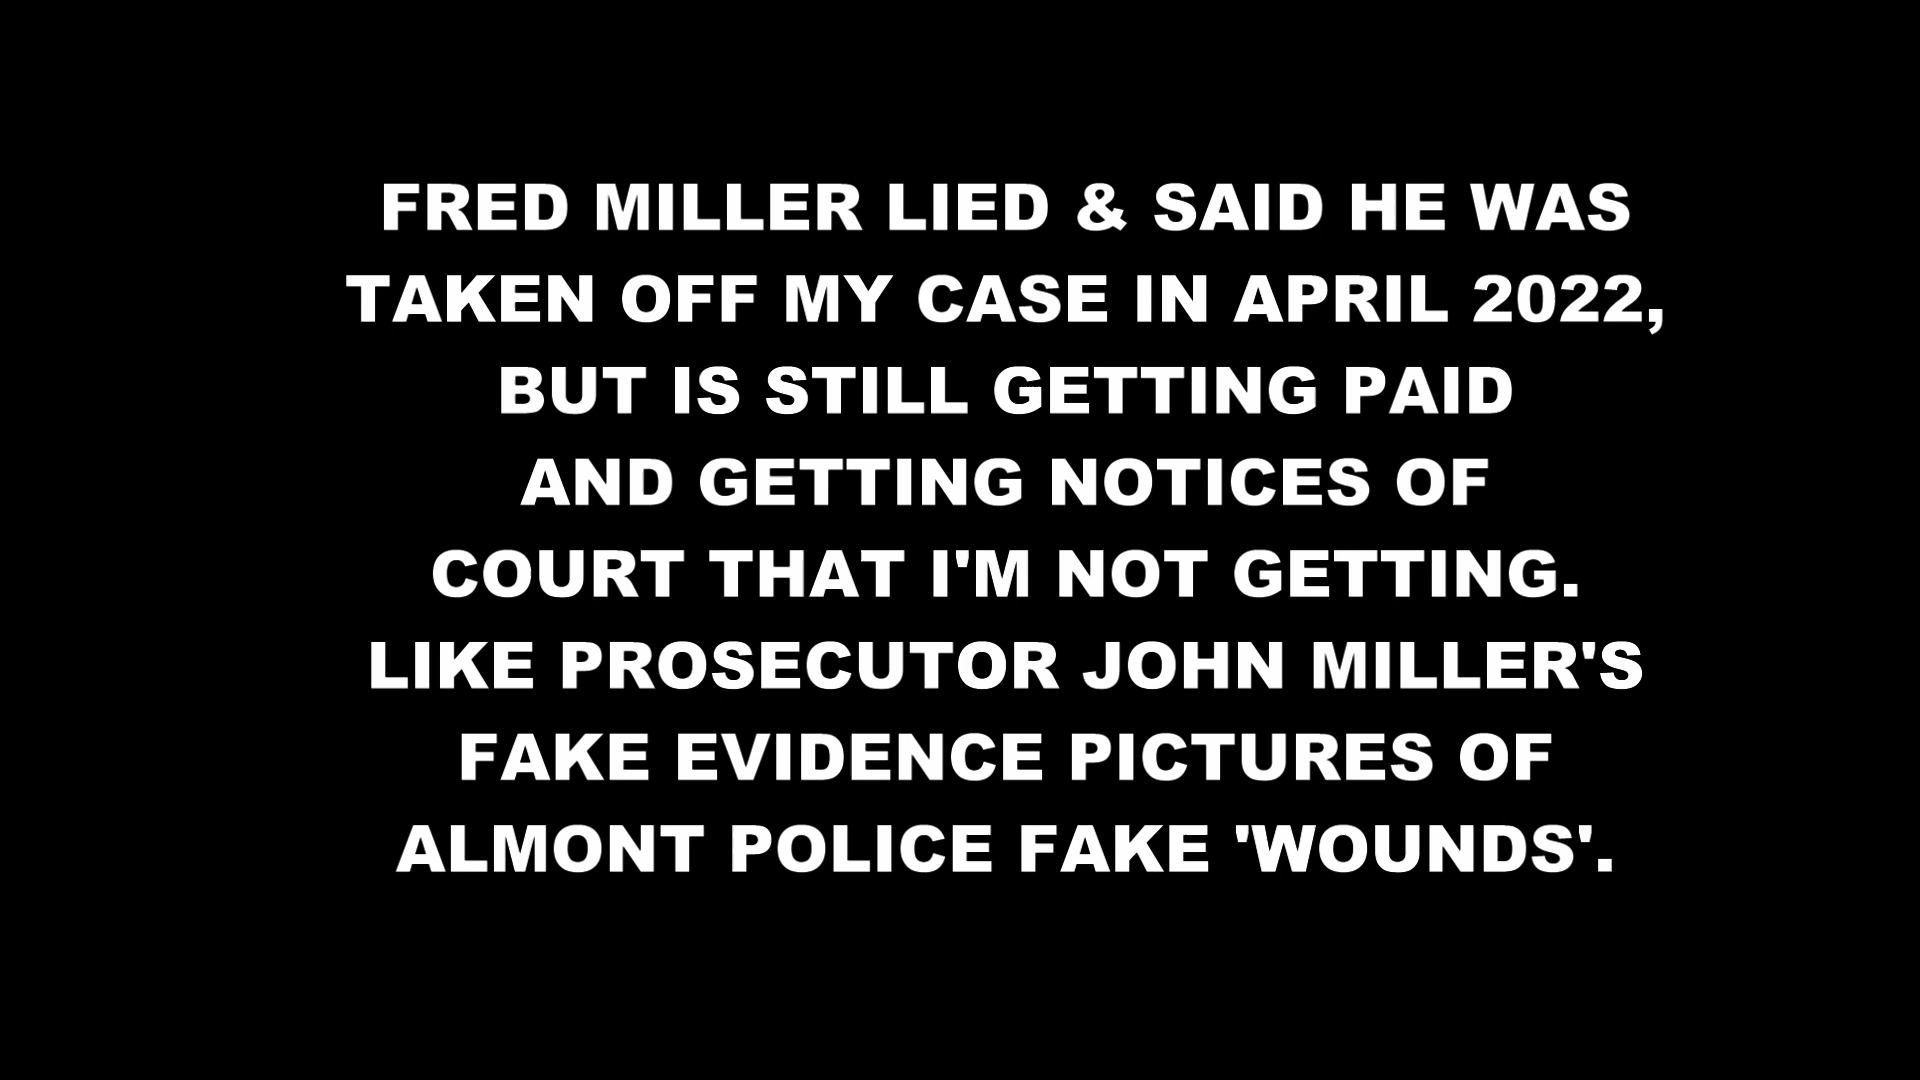 FRED MILLER LIED & SAID HE WAS
TAKEN OFF MY CASE IN APRIL 2022,
BUT IS STILL GETTING PAID
AND GETTING NOTICES OF
COURT THAT I'M NOT GETTING.
LIKE PROSECUTOR JOHN MILLER'S
FAKE EVIDENCE PICTURES OF
ALMONT POLICE FAKE 'WOUNDS'.